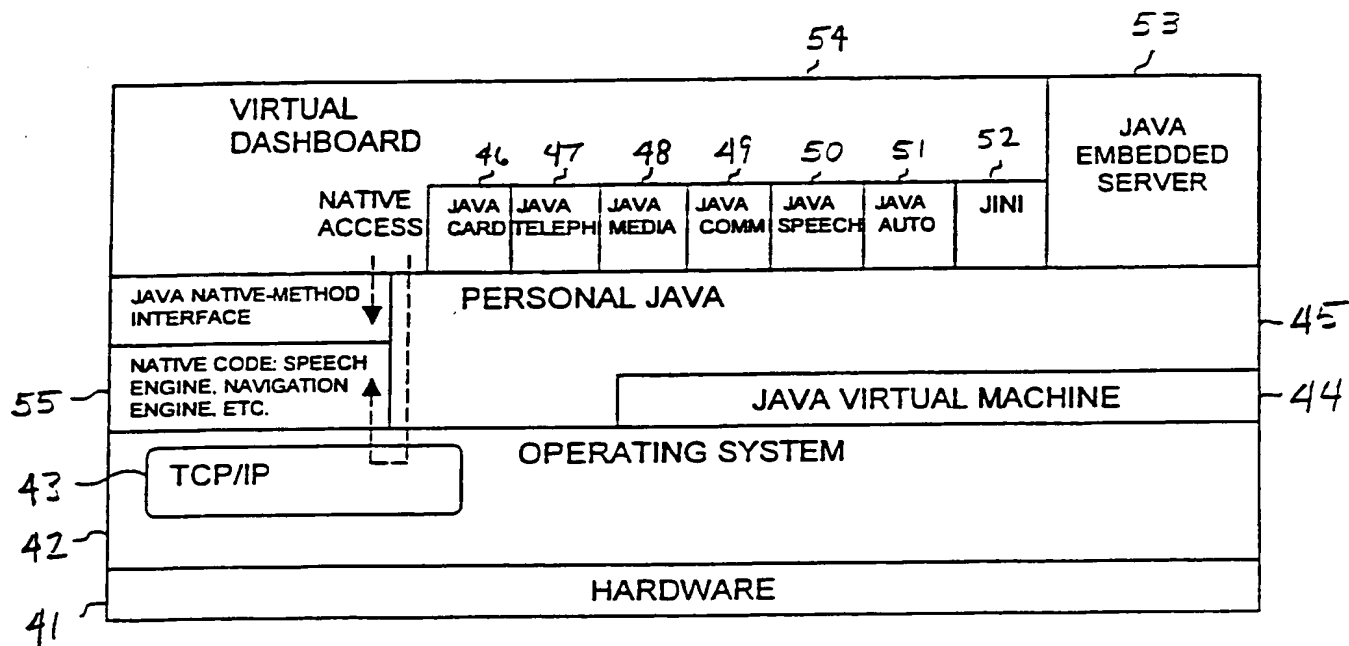 53
54
VIRTUAL
DASHBOARD
JAVA
EMBEDDED
SERVER
46 47 48 49 50 51 52
NATIVE
ACCESS
JAVA
CARD
JAVA
TELEPH
JAVA
MEDIA
JAVA
COMM
JAVA
SPEECH
JAVA
AUTO
JINI
JAVA NATIVE-METHOD
INTERFACE
PERSONAL JAVA
45
NATIVE CODE: SPEECH
ENGINE, NAVIGATION
ENGINE, ETC.
55
JAVA VIRTUAL MACHINE
44
OPERATING SYSTEM
TCP/IP
43
42
HARDWARE
41